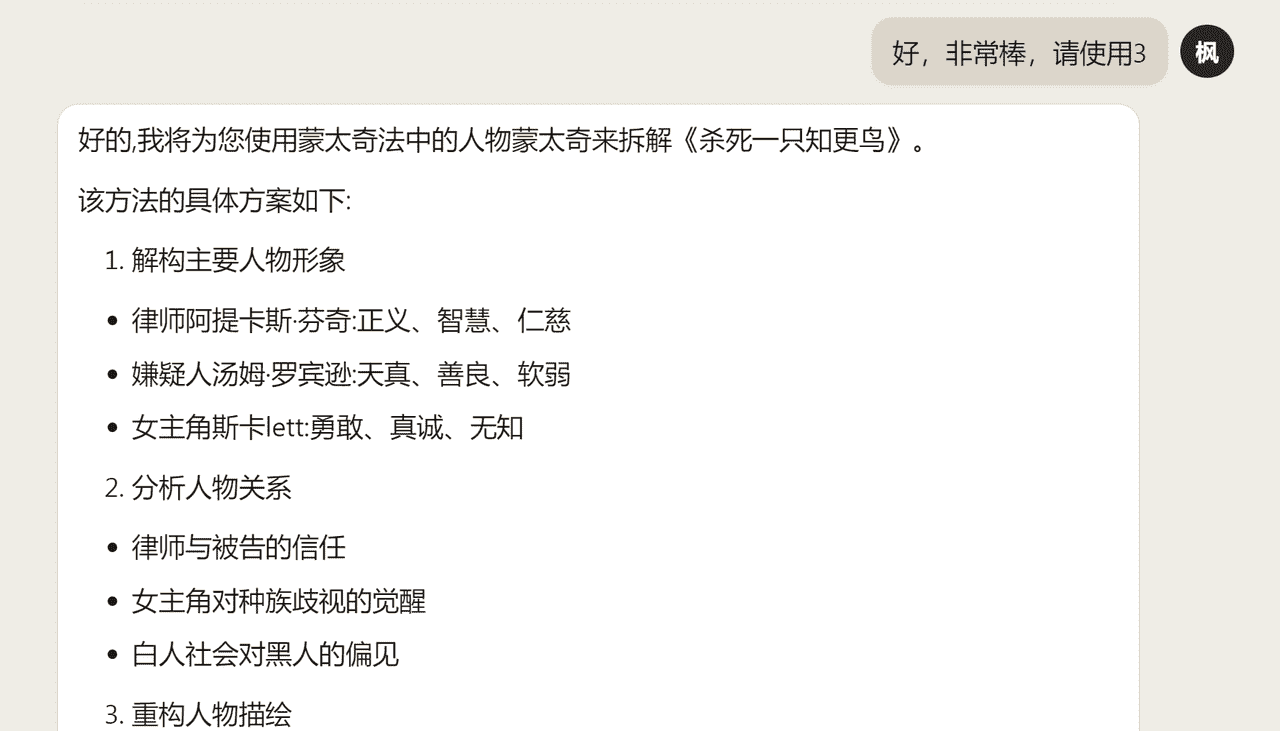 好，非常棒，请使用3
枫
好的,我将为您使用蒙太奇法中的人物蒙太奇来拆解《杀死一只知更鸟》。
该方法的具体方案如下:
1. 解构主要人物形象
• 律师阿提卡斯·芬奇:正义、智慧、仁慈
• 嫌疑人汤姆·罗宾逊:天真、善良、软弱
• 女主角斯卡lett:勇敢、真诚、无知
2. 分析人物关系
• 律师与被告的信任
• 女主角对种族歧视的觉醒
• 白人社会对黑人的偏见
3. 重构人物描绘